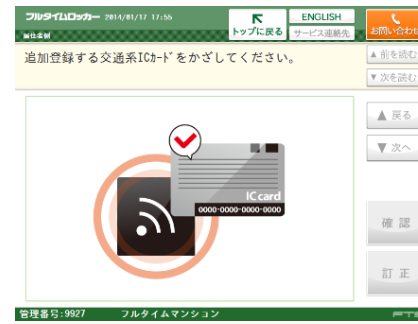 フルタイムロッカー 2014/01/17 17:55
トップに戻る
ENGLISH
サービス連絡先
お問い合わせ
追加登録する交通系ICｶｰﾄﾞをかざしてください。
▲ 前を読む
▼ 次を読む
▲ 戻る
▼ 次へ
IC card
0000-0000-0000-0000
確 認
訂 正
管理番号:9927 フルタイムマンション
FTS